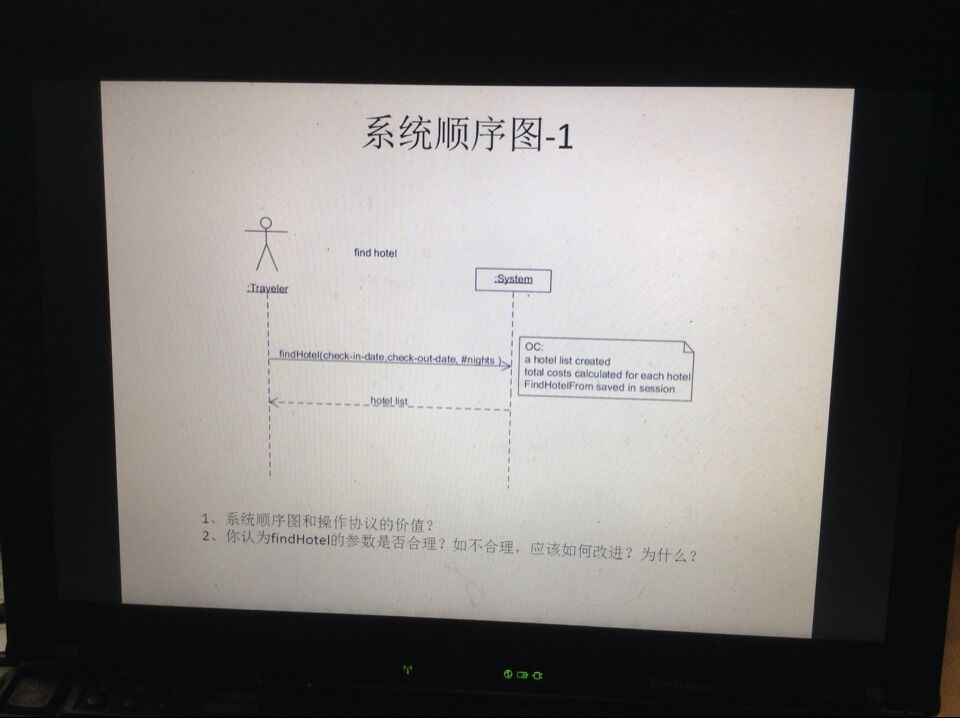 系统顺序图-1
find hotel
:Traveler
:System
findHotel(check-in-date,check-out-date, #nights )
OC:
a hotel list created
total costs calculated for each hotel
FindHotelFrom saved in session
hotel list
1、系统顺序图和操作协议的价值？
2、你认为findHotel的参数是否合理？如不合理，应该如何改进？为什么？